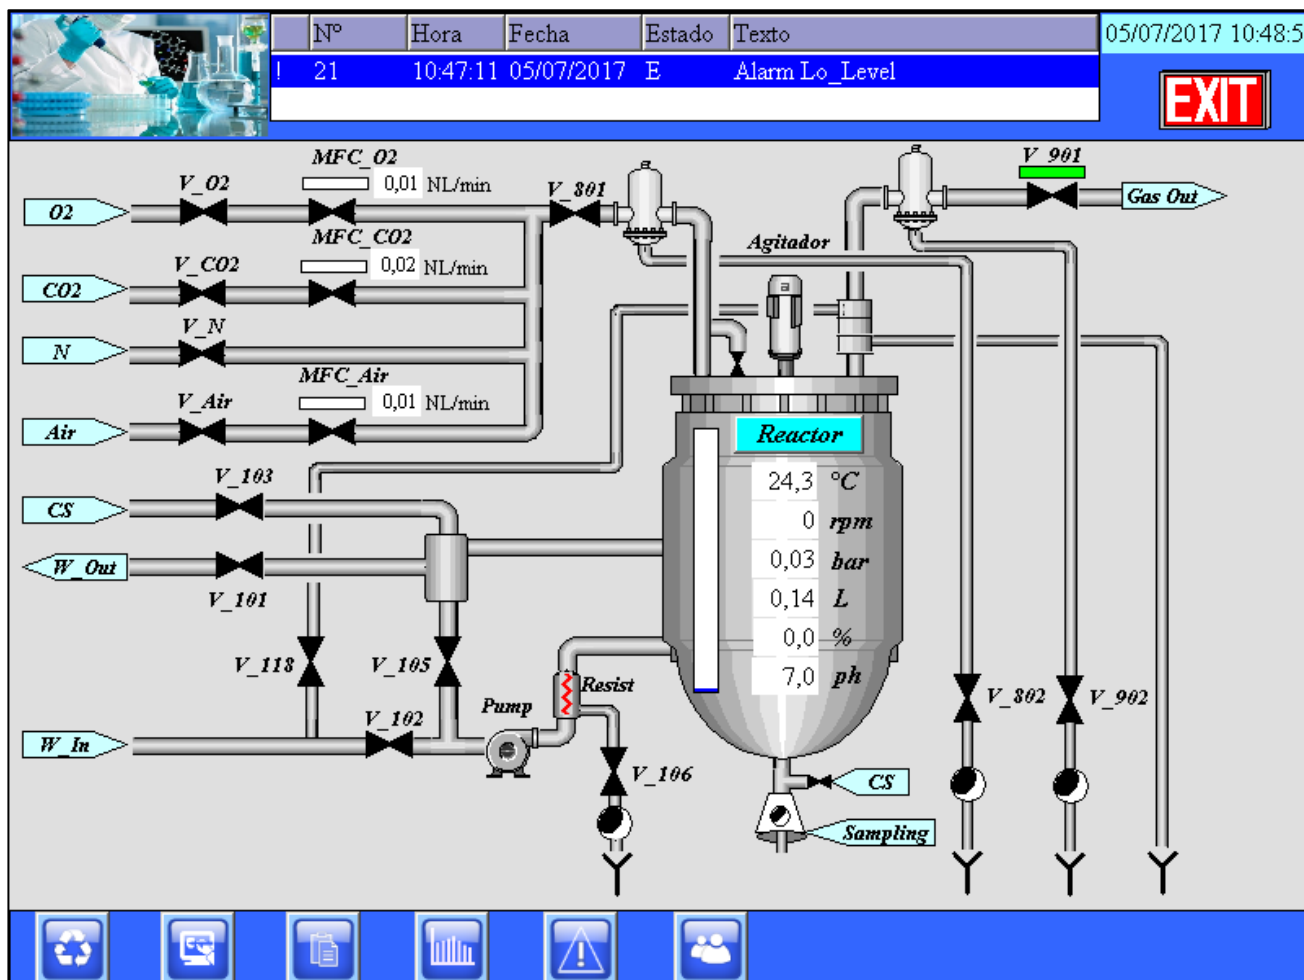 Nº Hora Fecha Estado Texto
! 21 10:47:11 05/07/2017 E Alarm Lo_Level
05/07/2017 10:48:5
EXIT
MFC_O2
V_O2
0,01 NL/min
V_801
O2
MFC_CO2
V_CO2
0,02 NL/min
CO2
V_N
N
MFC_Air
V_Air
0,01 NL/min
Air
V_901
Gas Out
Agitador
Reactor
24,3 °C
0 rpm
0,03 bar
0,14 L
0,0 %
7,0 ph
V_103
CS
W_Out
V_101
V_118
V_105
Resist
Pump
V_102
W_In
V_106
V_802
V_902
CS
Sampling